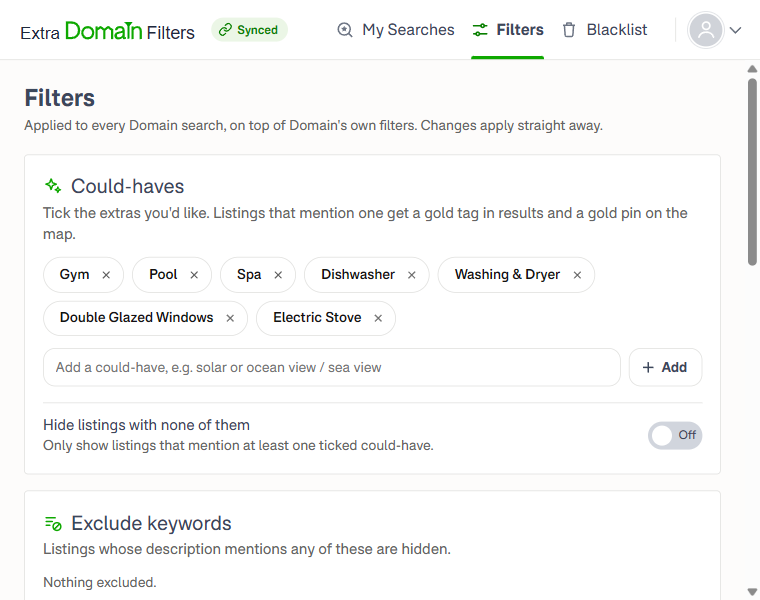 Extra Domain Filters
Synced
My Searches
Filters
Blacklist
Filters
Applied to every Domain search, on top of Domain's own filters. Changes apply straight away.
Could-haves
Tick the extras you'd like. Listings that mention one get a gold tag in results and a gold pin on the
map.
Gym × Pool × Spa × Dishwasher × Washing & Dryer ×
Double Glazed Windows × Electric Stove ×
Add a could-have, e.g. solar or ocean view / sea view
+ Add
Hide listings with none of them
Only show listings that mention at least one ticked could-have.
Off
Exclude keywords
Listings whose description mentions any of these are hidden.
Nothing excluded.